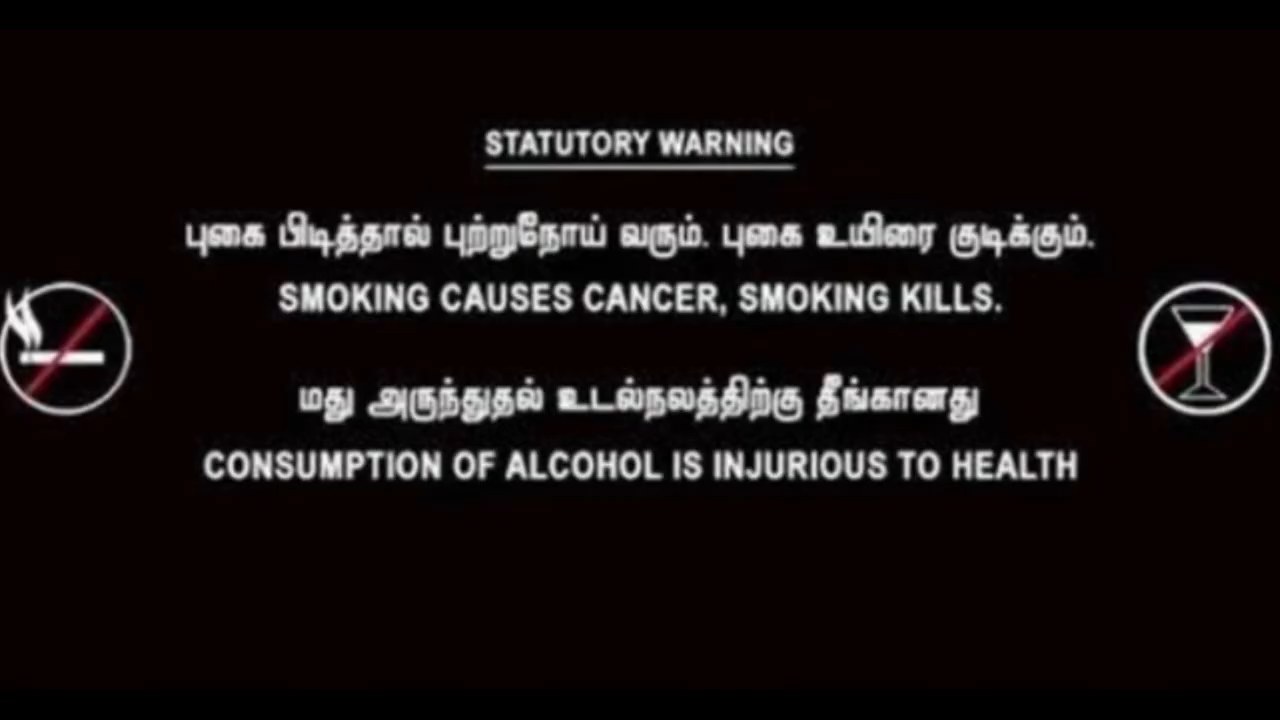 STATUTORY WARNING
புகை பிடித்தால் புற்றுநோய் வரும். புகை உயிரை குடிக்கும்.
SMOKING CAUSES CANCER, SMOKING KILLS.
மது அருந்துதல் உடல்நலத்திற்கு தீங்கானது
CONSUMPTION OF ALCOHOL IS INJURIOUS TO HEALTH